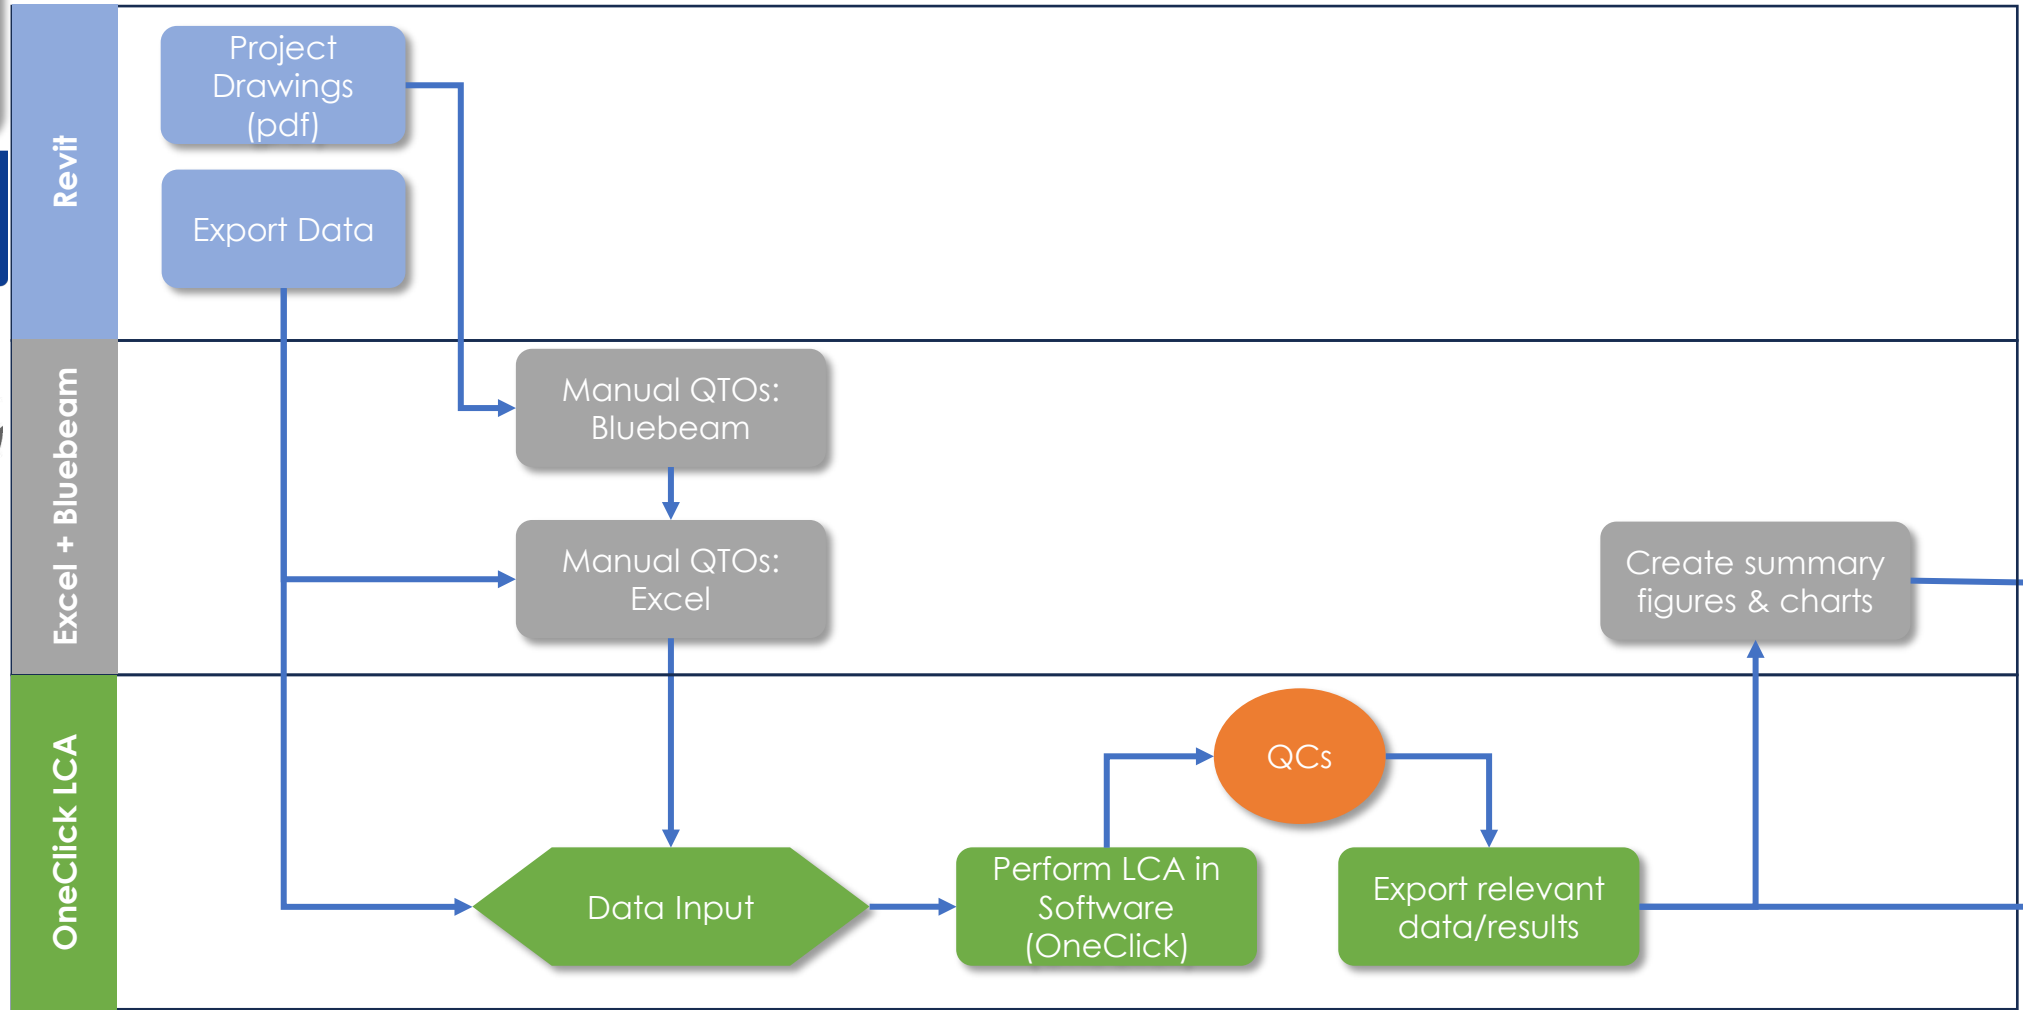 Revit
Project
Drawings
(pdf)
Export Data
Excel + Bluebeam
Manual QTOs:
Bluebeam
Manual QTOs:
Excel
Create summary
figures & charts
OneClick LCA
QCs
Data Input
Perform LCA in
Software
(OneClick)
Export relevant
data/results